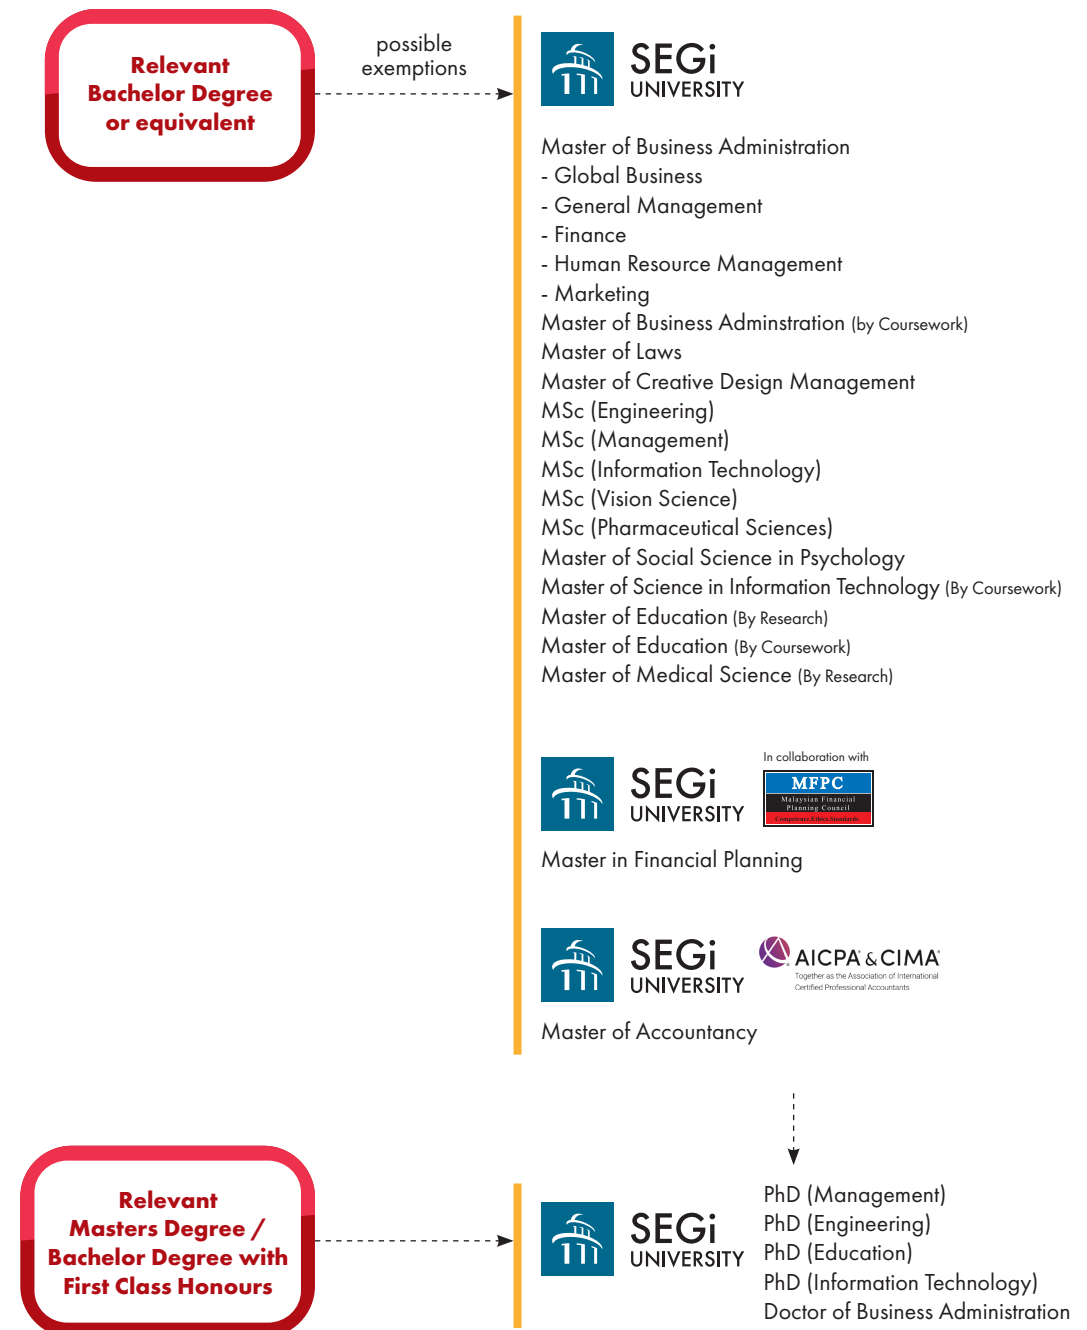 Relevant
Bachelor Degree
or equivalent
possible
exemptions
SEGi
UNIVERSITY
Master of Business Administration
- Global Business
- General Management
- Finance
- Human Resource Management
- Marketing
Master of Business Adminstration (by Coursework)
Master of Laws
Master of Creative Design Management
MSc (Engineering)
MSc (Management)
MSc (Information Technology)
MSc (Vision Science)
MSc (Pharmaceutical Sciences)
Master of Social Science in Psychology
Master of Science in Information Technology (By Coursework)
Master of Education (By Research)
Master of Education (By Coursework)
Master of Medical Science (By Research)
SEGi
UNIVERSITY
In collaboration with
MFPC
Malaysian Financial
Planning Council
Competence.Ethics.Standards
Master in Financial Planning
SEGi
UNIVERSITY
AICPA & CIMA
Together as the Association of International
Certified Professional Accountants
Master of Accountancy
Relevant
Masters Degree /
Bachelor Degree with
First Class Honours
SEGi
UNIVERSITY
PhD (Management)
PhD (Engineering)
PhD (Education)
PhD (Information Technology)
Doctor of Business Administration